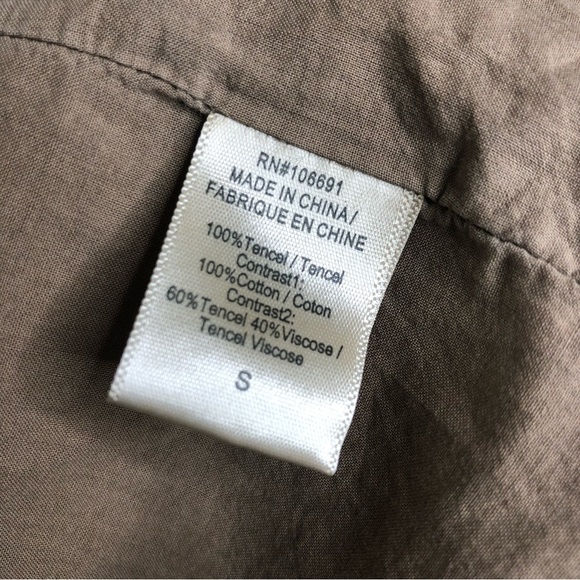 RN#106691
MADE IN CHINA/
FABRIQUE EN CHINE
100%Tencel / Tencel
Contrast1:
100%Cotton / Coton
Contrast2:
60%Tencel 40%Viscose /
Tencel Viscose
S